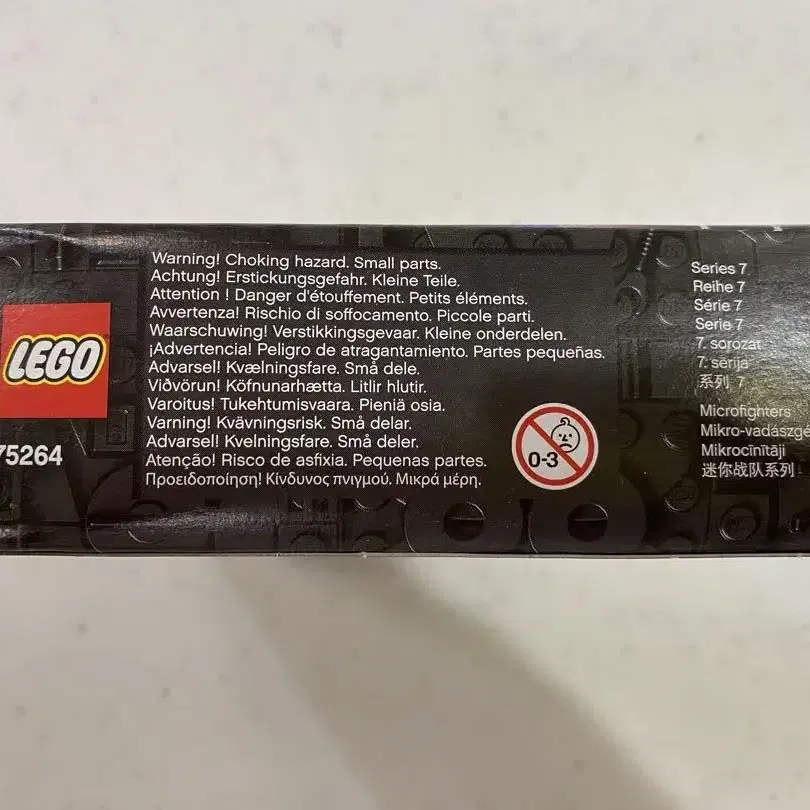 LEGO
75264
Warning! Choking hazard. Small parts.
Achtung! Erstickungsgefahr. Kleine Teile.
Attention ! Danger d'étouffement. Petits éléments.
Avvertenza! Rischio di soffocamento. Piccole parti.
Waarschuwing! Verstikkingsgevaar. Kleine onderdelen.
¡Advertencia! Peligro de atragantamiento. Partes pequeñas.
Advarsel! Kvælningsfare. Små dele.
Viðvörun! Köfnunarhætta. Litlir hlutir.
Varoitus! Tukehtumisvaara. Pieniä osia.
Varning! Kvävningsrisk. Små delar.
Advarsel! Kvelningsfare. Små deler.
Atenção! Risco de asfixia. Pequenas partes.
Προειδοποίηση! Κίνδυνος πνιγμού. Μικρά μέρη.
0-3
Series 7
Reihe 7
Série 7
Serie 7
7. sorozat
7. sērija
系列 7
Microfighters
Mikro-vadászgé
Mikrocīnītāji
迷你战队系列